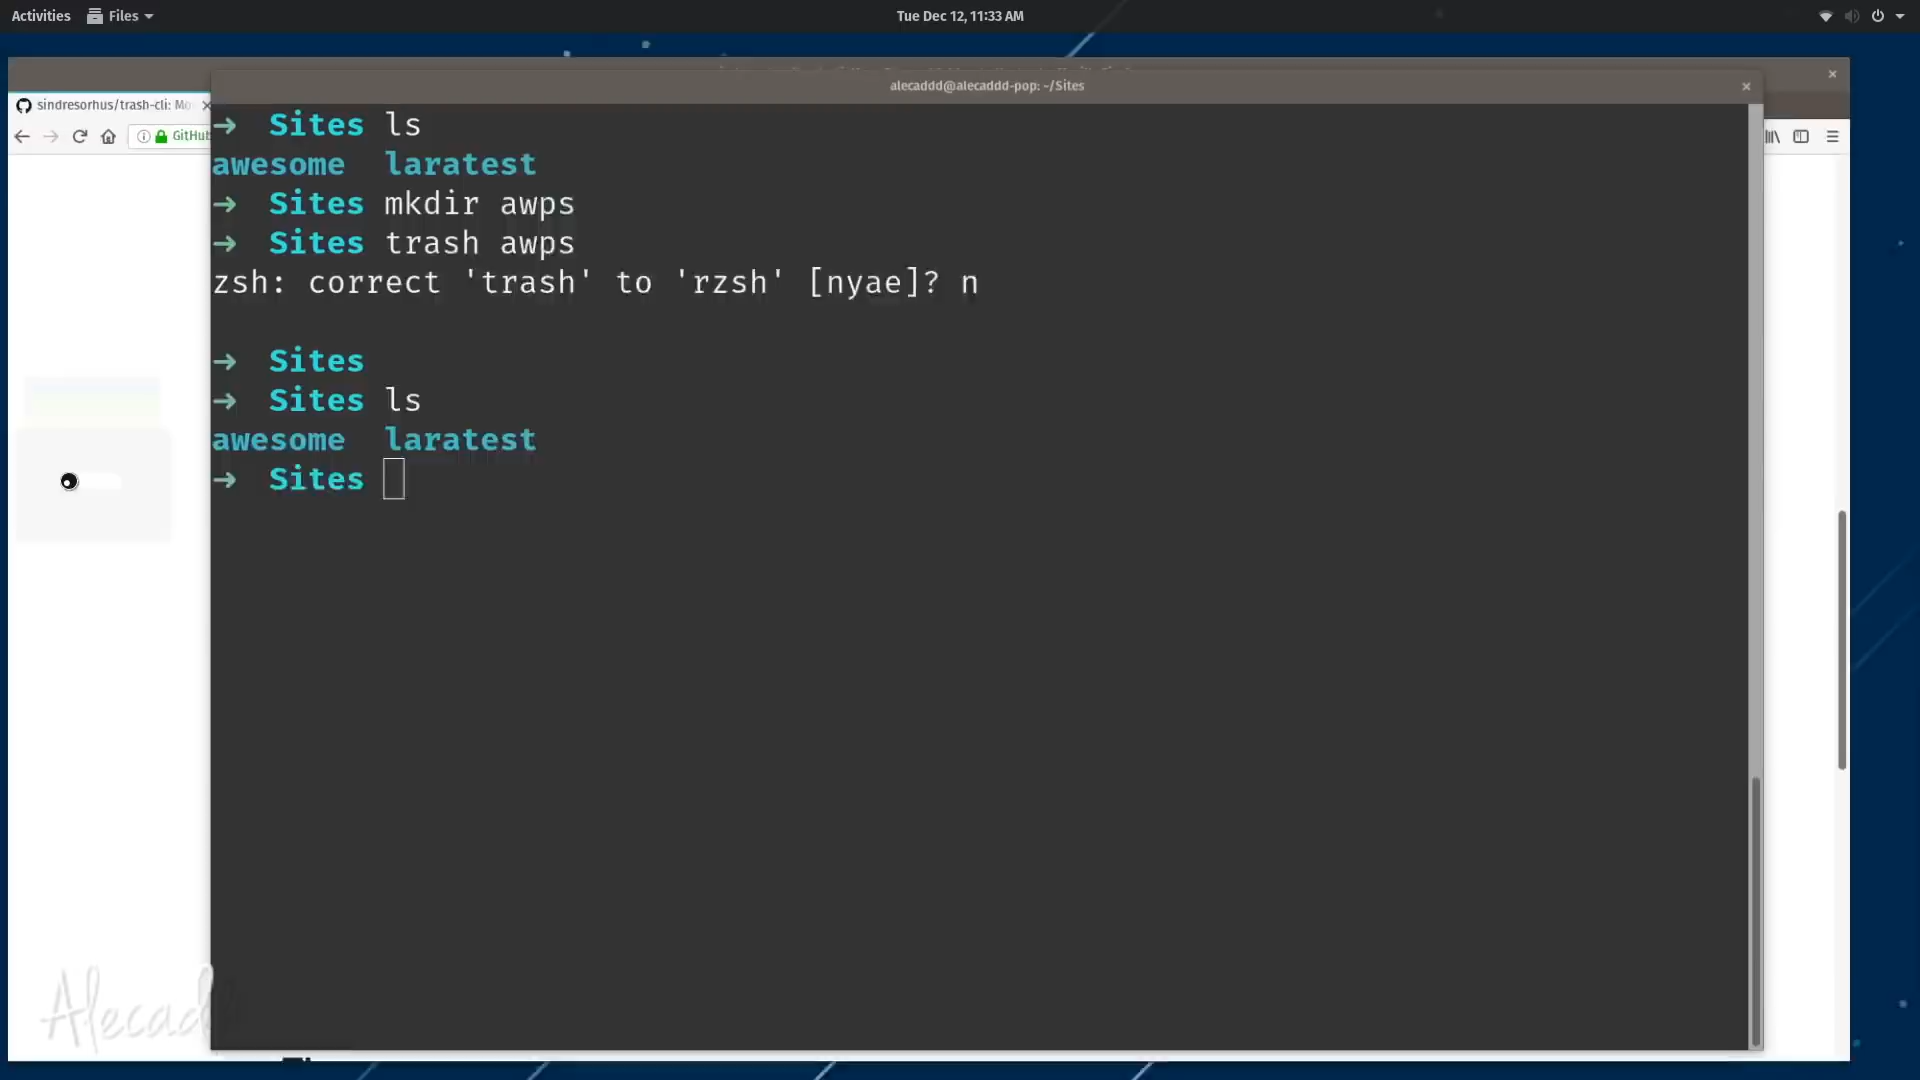 Activities Files Tue Dec 12, 11:33 AM
alecaddd@alecaddd-pop: ~/Sites
sindresorhus/trash-cli: Mo
GitHub
→ Sites ls
awesome laratest
→ Sites mkdir awps
→ Sites trash awps
zsh: correct 'trash' to 'rzsh' [nyae]? n
→ Sites
→ Sites ls
awesome laratest
→ Sites
Alecad